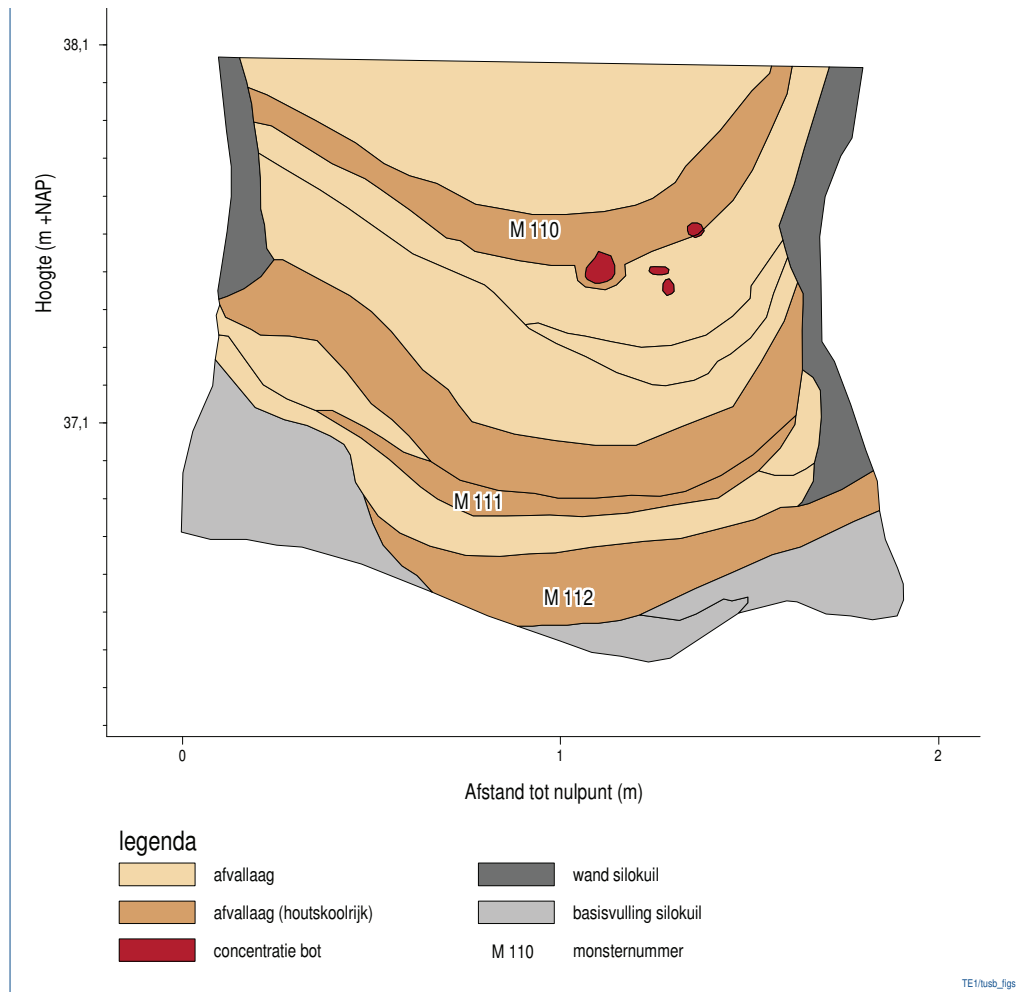 38,1
Hoogte (m +NAP)
M 110
37,1
M 111
M 112
0 1 2
Afstand tot nulpunt (m)
legenda
afvallaag
wand silokuil
afvallaag (houtskoolrijk)
basisvulling silokuil
concentratie bot
M 110 monsternummer
TE1/tusb_figs